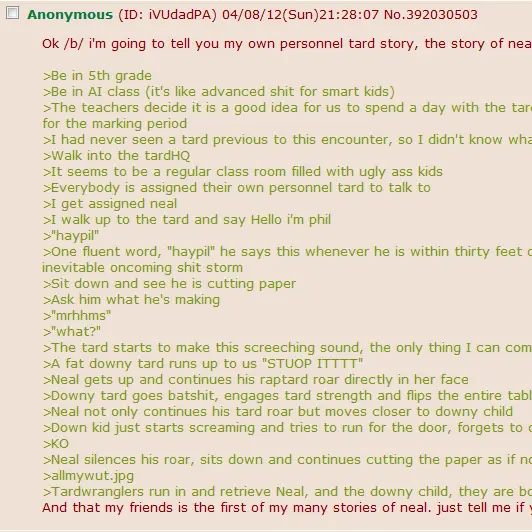 Anonymous (ID: iVUdadPA) 04/08/12(Sun)21:28:07 No.392030503
Ok /b/ i'm going to tell you my own personnel tard story, the story of nea
>Be in 5th grade
>Be in AI class (it's like advanced shit for smart kids)
>The teachers decide it is a good idea for us to spend a day with the tar
for the marking period
>I had never seen a tard previous to this encounter, so I didn't know wha
>Walk into the tardHQ
>It seems to be a regular class room filled with ugly ass kids
>Everybody is assigned their own personnel tard to talk to
>I get assigned neal
>I walk up to the tard and say Hello i'm phil
>"haypil"
>One fluent word, "haypil" he says this whenever he is within thirty feet
inevitable oncoming shit storm
>Sit down and see he is cutting paper
>Ask him what he's making
>"mrhhms"
>"what?"
>The tard starts to make this screeching sound, the only thing I can com
>A fat downy tard runs up to us "STUOP ITTTT"
>Neal gets up and continues his raptard roar directly in her face
>Downy tard goes batshit, engages tard strength and flips the entire tabl
>Neal not only continues his tard roar but moves closer to downy child
>Down kid just starts screaming and tries to run for the door, forgets to
>KO
>Neal silences his roar, sits down and continues cutting the paper as if no
>allmywut.jpg
>Tardwranglers run in and retrieve Neal, and the downy child, they are bo
And that my friends is the first of my many stories of neal. just tell me if